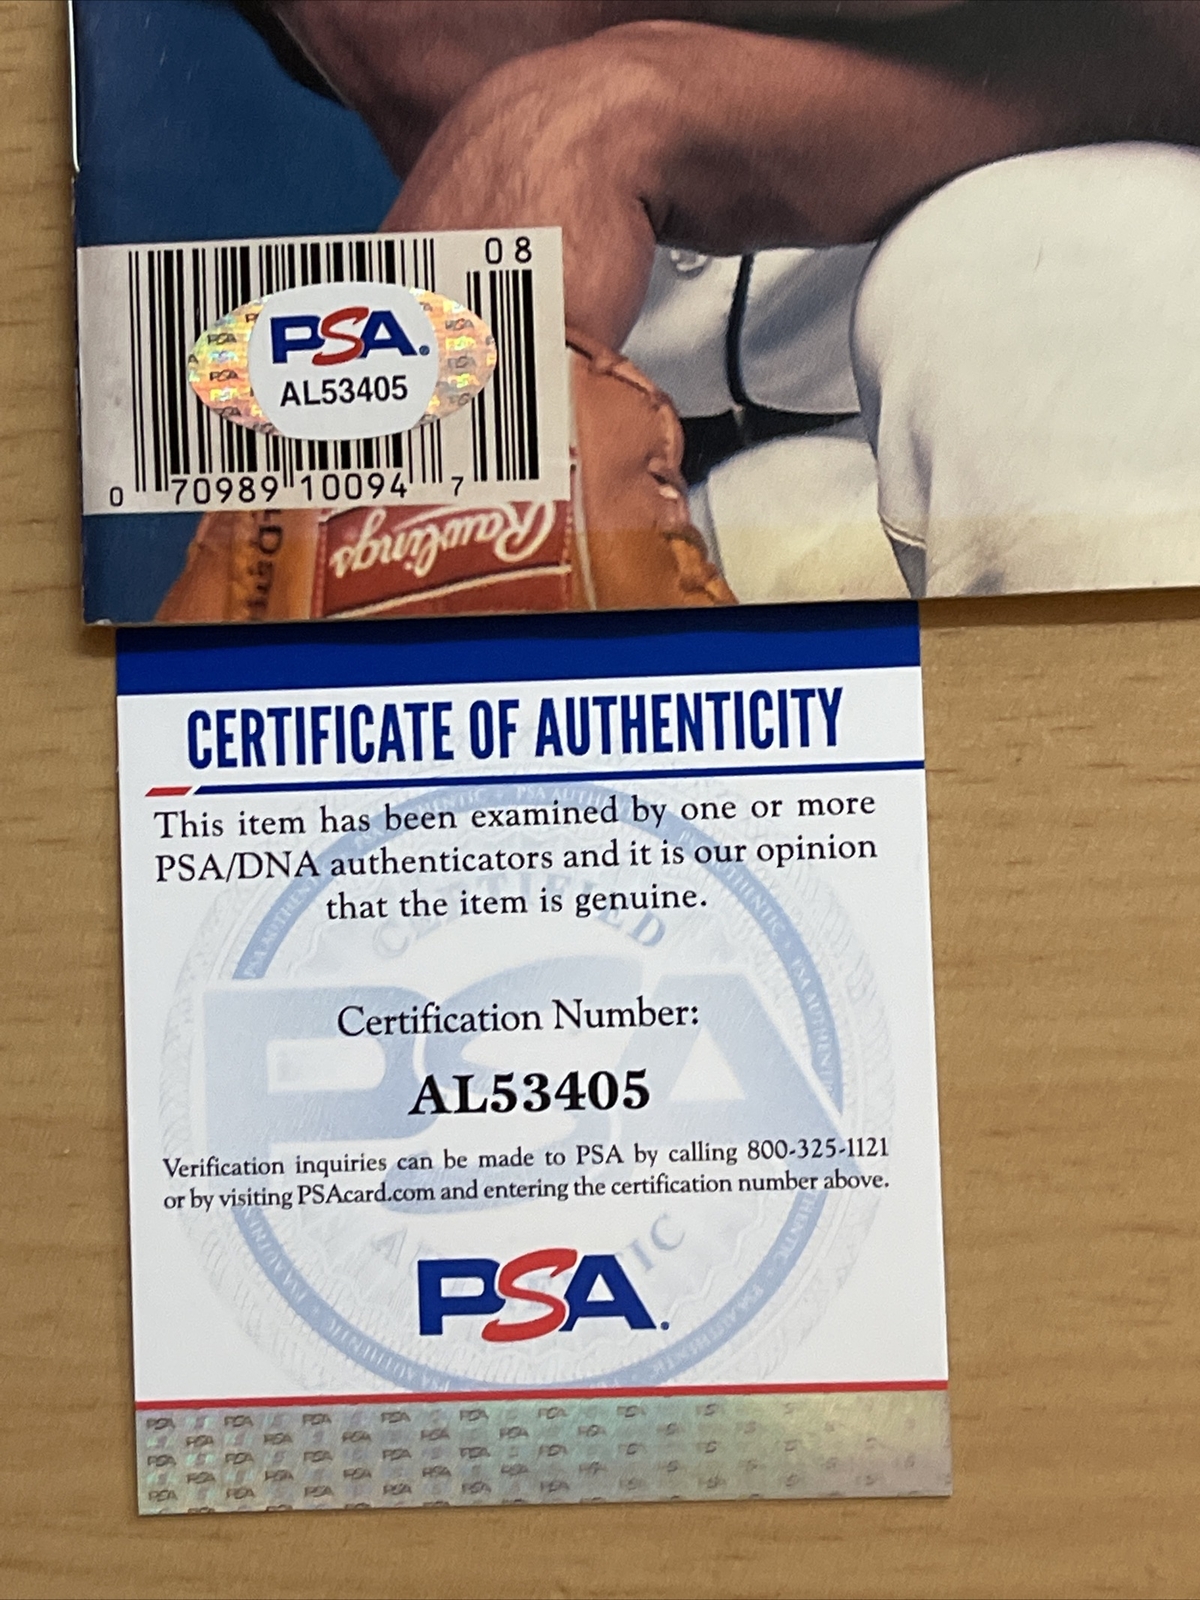 08
PSA.
AL53405
0 70989 10094 7
Rawlings
CERTIFICATE OF AUTHENTICITY
This item has been examined by one or more
PSA/DNA authenticators and it is our opinion
that the item is genuine.
Certification Number:
AL53405
Verification inquiries can be made to PSA by calling 800-325-1121
or by visiting PSAcard.com and entering the certification number above.
PSA.